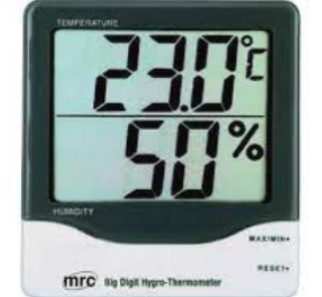 TEMPERATURE
23.0°C
50%
HUMIDITY
MAX/MIN
RESET
mrc Big Digit Hygro-Thermometer